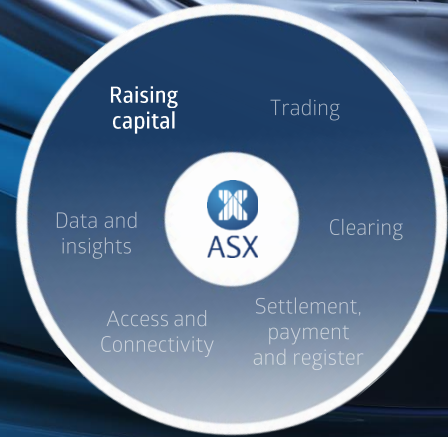 Raising
capital
Trading
Data and
insights
ASX
Clearing
Access and
Connectivity
Settlement,
payment
and register